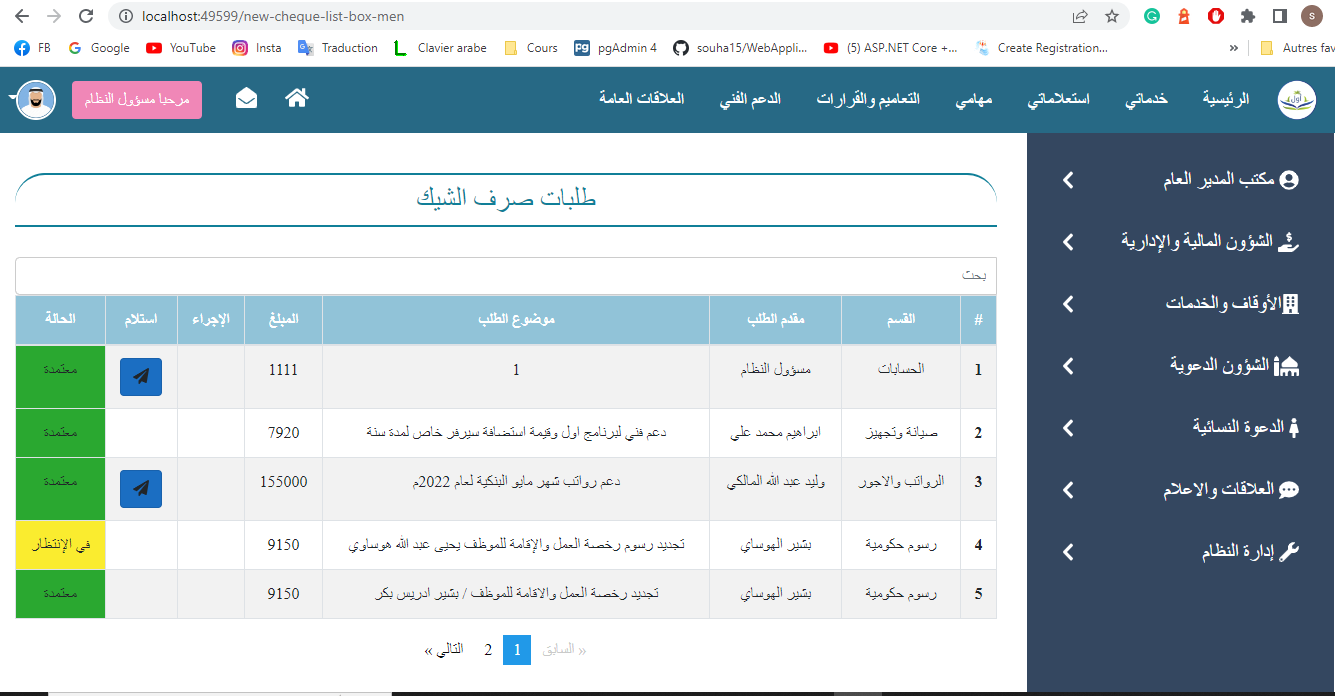 localhost:49599/new-cheque-list-box-men
FB Google YouTube Insta Traduction Clavier arabe Cours pgAdmin 4 souha15/WebAppli... (5) ASP.NET Core +... Create Registration... » Autres fav
الرئيسية خدماتي استعلاماتي مهامي التعاميم والقرارات الدعم الفني العلاقات العامة مرحبا مسؤول النظام
مكتب المدير العام
الشؤون المالية والإدارية
الأوقاف والخدمات
الشؤون الدعوية
الدعوة النسائية
العلاقات والاعلام
إدارة النظام
طلبات صرف الشيك
بحث
# القسم مقدم الطلب موضوع الطلب المبلغ الإجراء استلام الحالة
1 الحسابات مسؤول النظام 1 1111 معتمدة
2 صيانة وتجهيز ابراهيم محمد علي دعم فني لبرنامج اول وقيمة استضافة سيرفر خاص لمدة سنة 7920 معتمدة
3 الرواتب والاجور وليد عبد الله المالكي دعم رواتب شهر مايو البنكية لعام 2022م 155000 معتمدة
4 رسوم حكومية بشير الهوساي تجديد رسوم رخصة العمل والإقامة للموظف يحيى عبد الله هوساوي 9150 في الإنتظار
5 رسوم حكومية بشير الهوساي تجديد رخصة العمل والاقامة للموظف / بشير ادريس بكر 9150 معتمدة
« السابق 1 2 التالي »